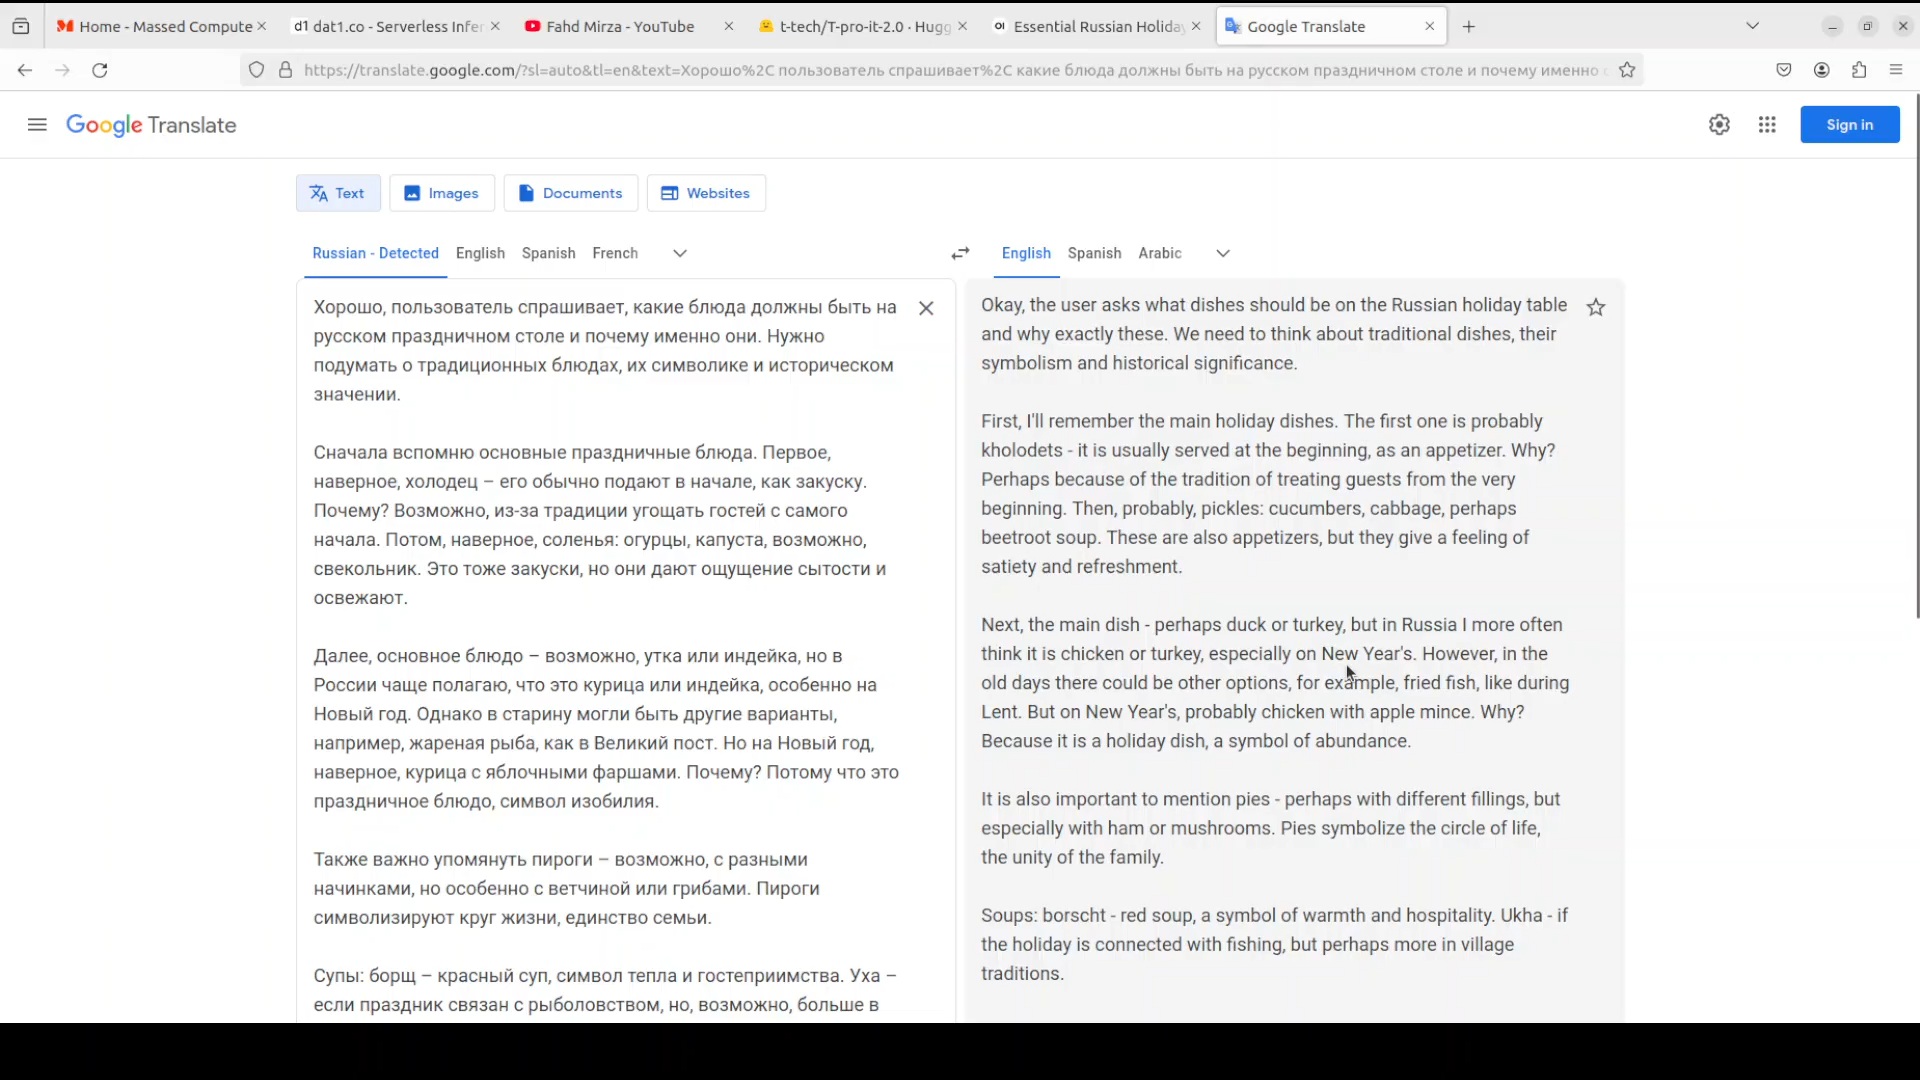 Home - Massed Compute
d1 dat1.co - Serverless Infer
Fahd Mirza - YouTube
t-tech/T-pro-it-2.0 · Hugg
OI Essential Russian Holiday
Google Translate
https://translate.google.com/?sl=auto&tl=en&text=Хорошо%2C пользователь спрашивает%2C какие блюда должны быть на русском праздничном столе и почему именно
Google Translate
Sign in
Text
Images
Documents
Websites
Russian - Detected
English
Spanish
French
English
Spanish
Arabic
Хорошо, пользователь спрашивает, какие блюда должны быть на
русском праздничном столе и почему именно они. Нужно
подумать о традиционных блюдах, их символике и историческом
значении.
Сначала вспомню основные праздничные блюда. Первое,
наверное, холодец – его обычно подают в начале, как закуску.
Почему? Возможно, из-за традиции угощать гостей с самого
начала. Потом, наверное, соленья: огурцы, капуста, возможно,
свекольник. Это тоже закуски, но они дают ощущение сытости и
освежают.
Далее, основное блюдо – возможно, утка или индейка, но в
России чаще полагаю, что это курица или индейка, особенно на
Новый год. Однако в старину могли быть другие варианты,
например, жареная рыба, как в Великий пост. Но на Новый год,
наверное, курица с яблочными фаршами. Почему? Потому что это
праздничное блюдо, символ изобилия.
Также важно упомянуть пироги – возможно, с разными
начинками, но особенно с ветчиной или грибами. Пироги
символизируют круг жизни, единство семьи.
Супы: борщ – красный суп, символ тепла и гостеприимства. Уха –
если праздник связан с рыболовством, но, возможно, больше в
Okay, the user asks what dishes should be on the Russian holiday table
and why exactly these. We need to think about traditional dishes, their
symbolism and historical significance.
First, I'll remember the main holiday dishes. The first one is probably
kholodets - it is usually served at the beginning, as an appetizer. Why?
Perhaps because of the tradition of treating guests from the very
beginning. Then, probably, pickles: cucumbers, cabbage, perhaps
beetroot soup. These are also appetizers, but they give a feeling of
satiety and refreshment.
Next, the main dish - perhaps duck or turkey, but in Russia I more often
think it is chicken or turkey, especially on New Year's. However, in the
old days there could be other options, for example, fried fish, like during
Lent. But on New Year's, probably chicken with apple mince. Why?
Because it is a holiday dish, a symbol of abundance.
It is also important to mention pies - perhaps with different fillings, but
especially with ham or mushrooms. Pies symbolize the circle of life,
the unity of the family.
Soups: borscht - red soup, a symbol of warmth and hospitality. Ukha - if
the holiday is connected with fishing, but perhaps more in village
traditions.